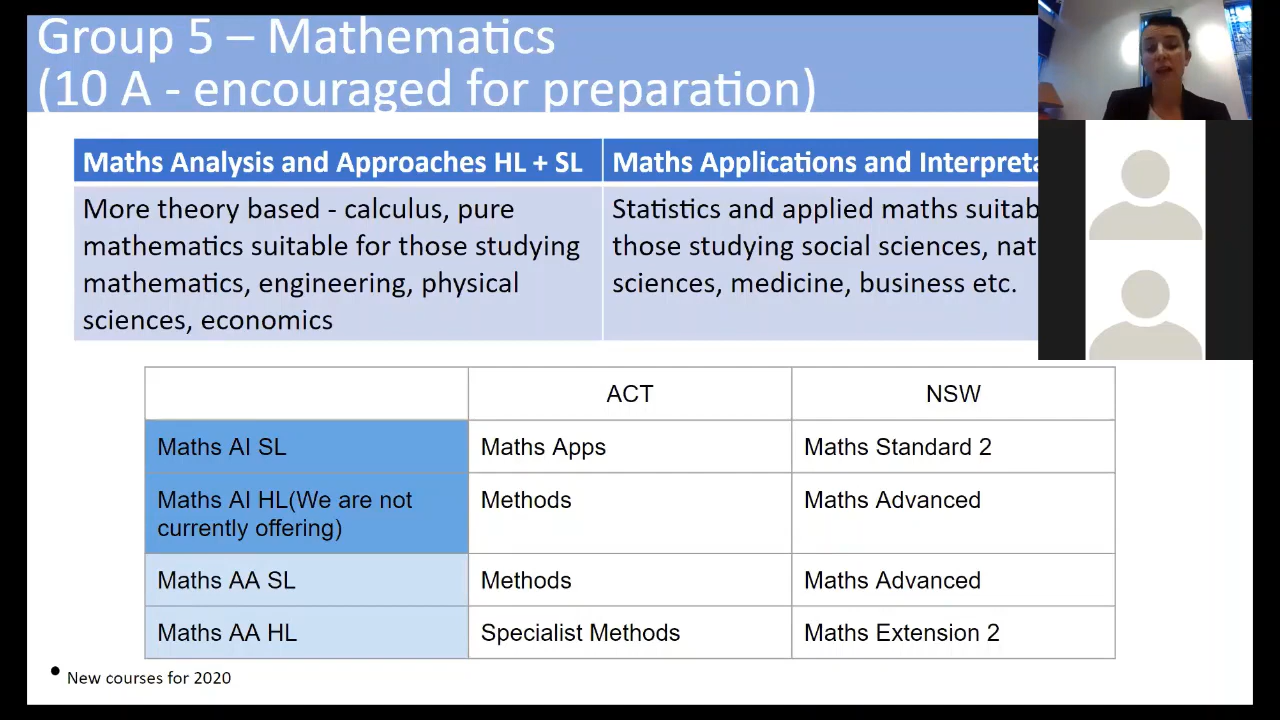 Group 5 – Mathematics
(10 A - encouraged for preparation)
Maths Analysis and Approaches HL + SL
Maths Applications and
More theory based - calculus, pure
mathematics suitable for those studying
mathematics, engineering, physical
sciences, economics
Statistics and applied maths
those studying social sciences,
sciences, medicine, business etc.
ACT
NSW
Maths AI SL
Maths Apps
Maths Standard 2
Maths AI HL(We are not
currently offering)
Methods
Maths Advanced
Maths AA SL
Methods
Maths Advanced
Maths AA HL
Specialist Methods
Maths Extension 2
• New courses for 2020